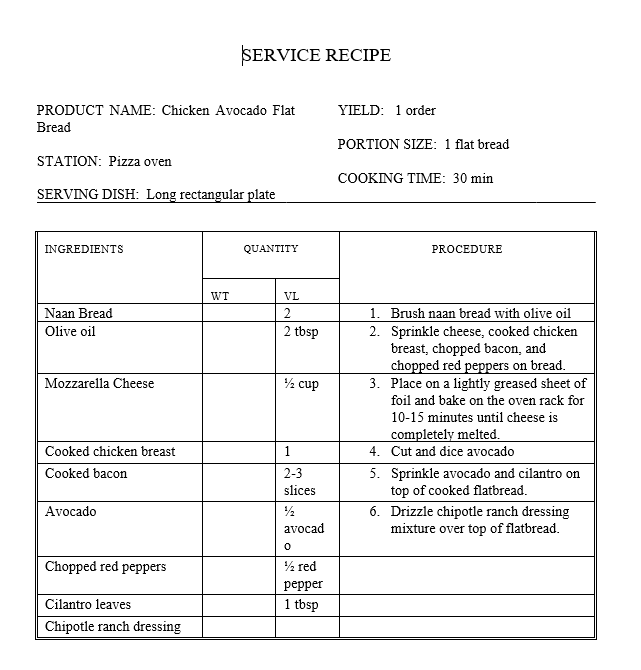 SERVICE RECIPE
PRODUCT NAME: Chicken Avocado Flat
Bread
STATION: Pizza oven
SERVING DISH: Long rectangular plate
YIELD: 1 order
PORTION SIZE: 1 flat bread
COOKING TIME: 30 min
INGREDIENTS QUANTITY PROCEDURE
WT VL
Naan Bread 2 1. Brush naan bread with olive oil
Olive oil 2 tbsp 2. Sprinkle cheese, cooked chicken
breast, chopped bacon, and
chopped red peppers on bread.
Mozzarella Cheese ½ cup 3. Place on a lightly greased sheet of
foil and bake on the oven rack for
10-15 minutes until cheese is
completely melted.
Cooked chicken breast 1 4. Cut and dice avocado
Cooked bacon 2-3 5. Sprinkle avocado and cilantro on
slices top of cooked flatbread.
Avocado ½ 6. Drizzle chipotle ranch dressing
avocad mixture over top of flatbread.
o
Chopped red peppers ½ red
pepper
Cilantro leaves 1 tbsp
Chipotle ranch dressing